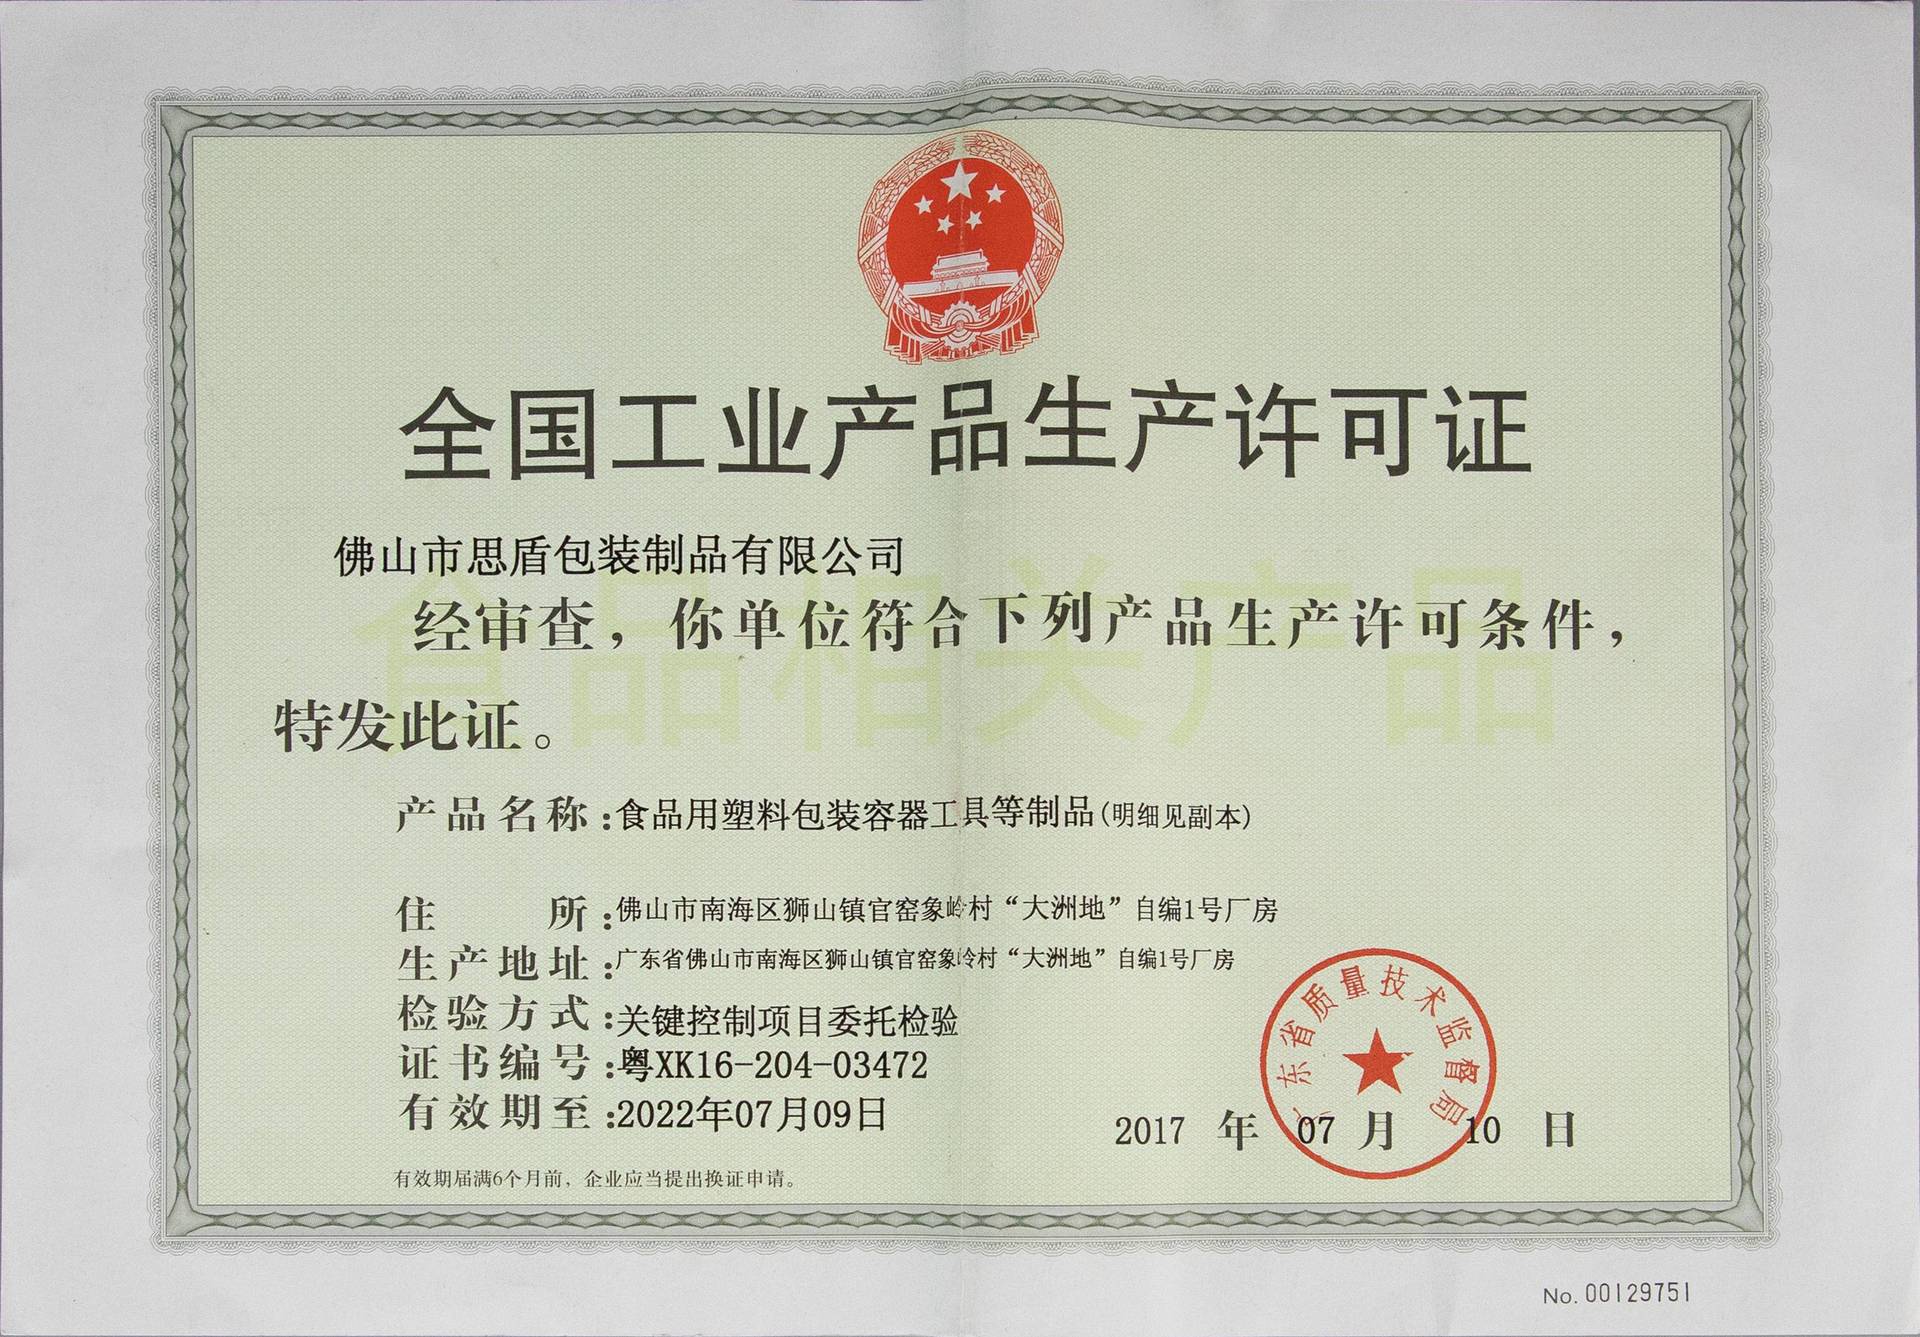 全国工业产品生产许可证
佛山市思盾包装制品有限公司
食品相关产品
经审查，你单位符合下列产品生产许可条件，
特发此证。
产品名称：食品用塑料包装容器工具等制品(明细见副本)
住所：佛山市南海区狮山镇官窑象岭村“大洲地”自编1号厂房
生产地址：广东省佛山市南海区狮山镇官窑象岭村“大洲地”自编1号厂房
检验方式：关键控制项目委托检验
证书编号：粤XK16-204-03472
有效期至：2022年07月09日
广东省质量技术监督局
2017 年 07 月 10 日
有效期届满6个月前，企业应当提出换证申请。
No. 00129751